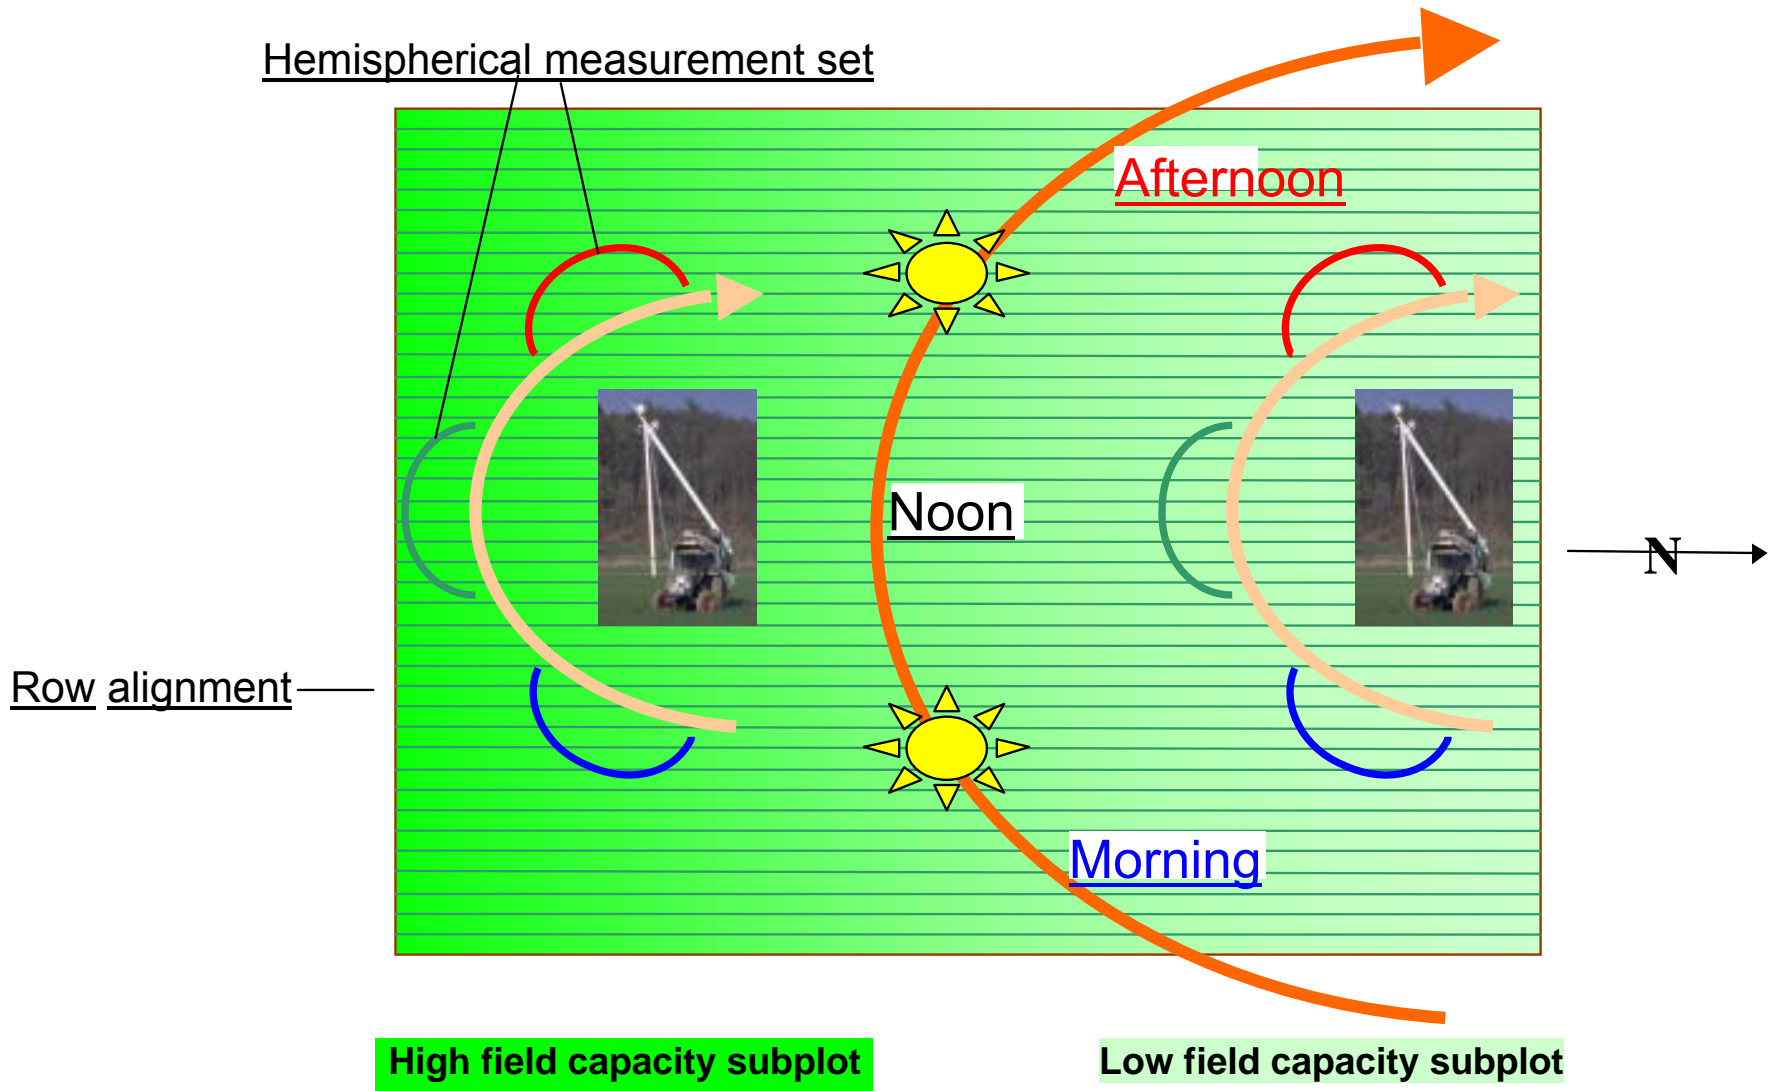 Hemispherical measurement set
Afternoon
Noon
N
Row alignment
Morning
High field capacity subplot
Low field capacity subplot